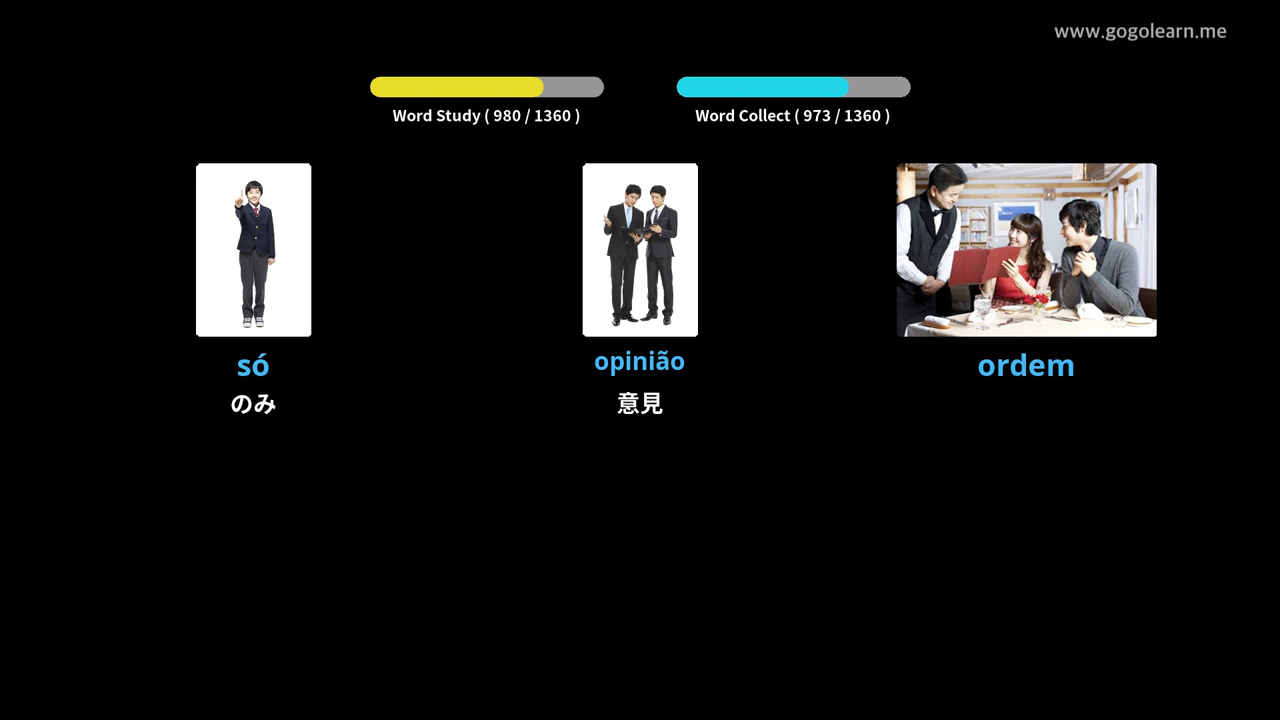 www.gogolearn.me
Word Study ( 980 / 1360 )
Word Collect ( 973 / 1360 )
só
のみ
opinião
意見
ordem